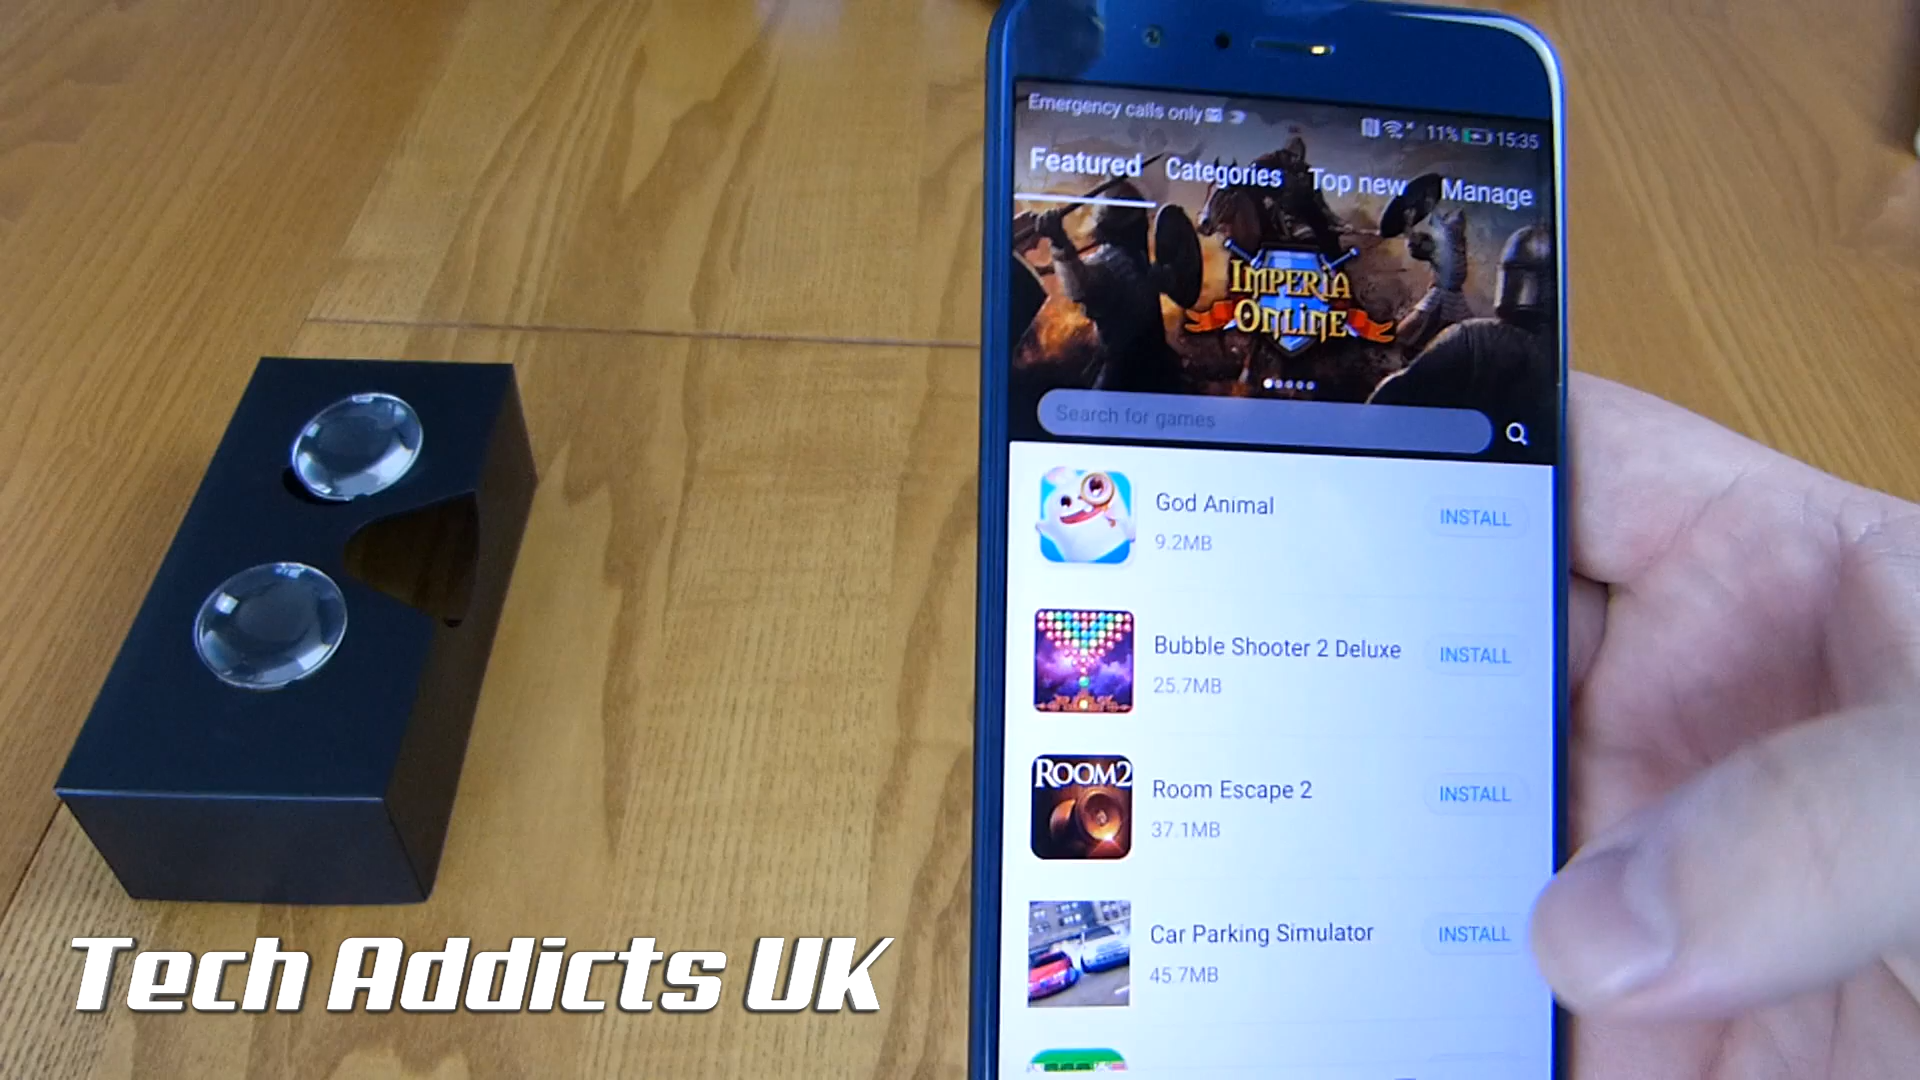 Emergency calls only
11% 15:35
Featured Categories Top new Manage
IMPERIA
ONLINE
Search for games
God Animal
9.2MB
INSTALL
Bubble Shooter 2 Deluxe
25.7MB
INSTALL
ROOM2
Room Escape 2
37.1MB
INSTALL
Car Parking Simulator
45.7MB
INSTALL
Tech Addicts UK